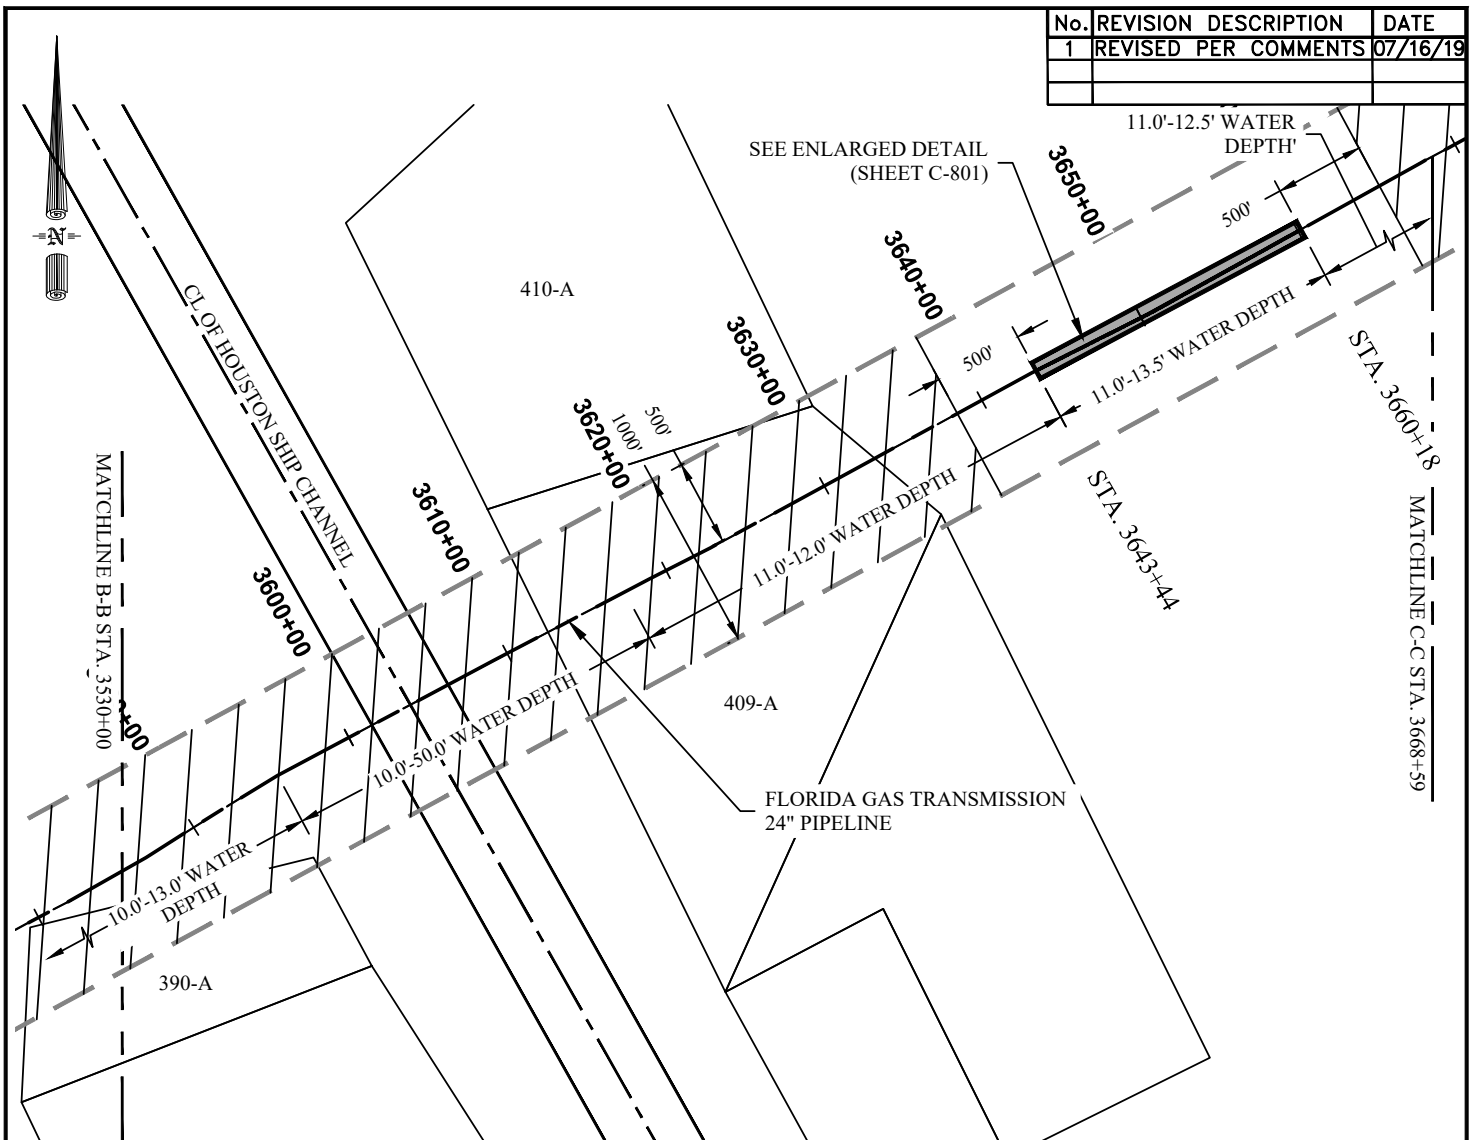 No. REVISION DESCRIPTION DATE
1 REVISED PER COMMENTS 07/16/19
11.0'-12.5' WATER
DEPTH'
SEE ENLARGED DETAIL
(SHEET C-801)
3650+00
500'
N
3640+00
410-A
CL OF HOUSTON SHIP CHANNEL
3630+00
500'
11.0'-13.5' WATER DEPTH
STA. 3660+18
500'
1000'
3620+00
MATCHLINE B-B STA. 3530+00
3610+00
11.0'-12.0' WATER DEPTH
STA. 3643+44
MATCHLINE C-C STA. 3668+59
3600+00
10.0'-50.0' WATER DEPTH
409-A
+00
FLORIDA GAS TRANSMISSION
24" PIPELINE
10.0'-13.0' WATER
DEPTH
390-A